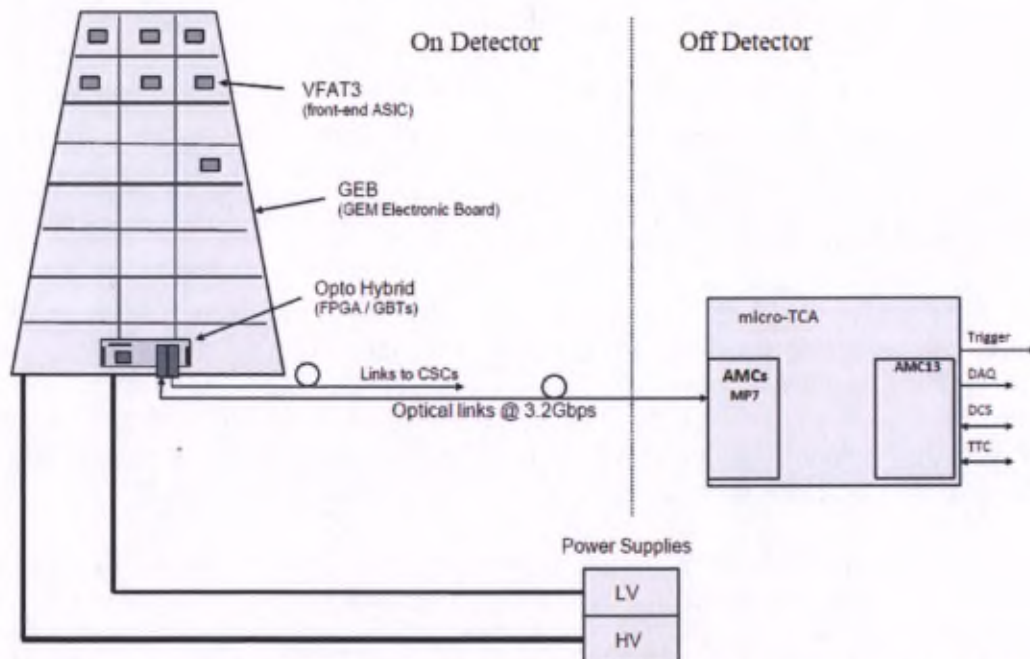 On Detector
Off Detector
VFAT3
(front-end ASIC)
GEB
(GEM Electronic Board)
Opto Hybrid
(FPGA / GBTs)
Links to CSCs
Optical links @ 3.2Gbps
micro-TCA
AMCs
MP7
AMC13
Trigger
DAQ
DCS
TTC
Power Supplies
LV
HV